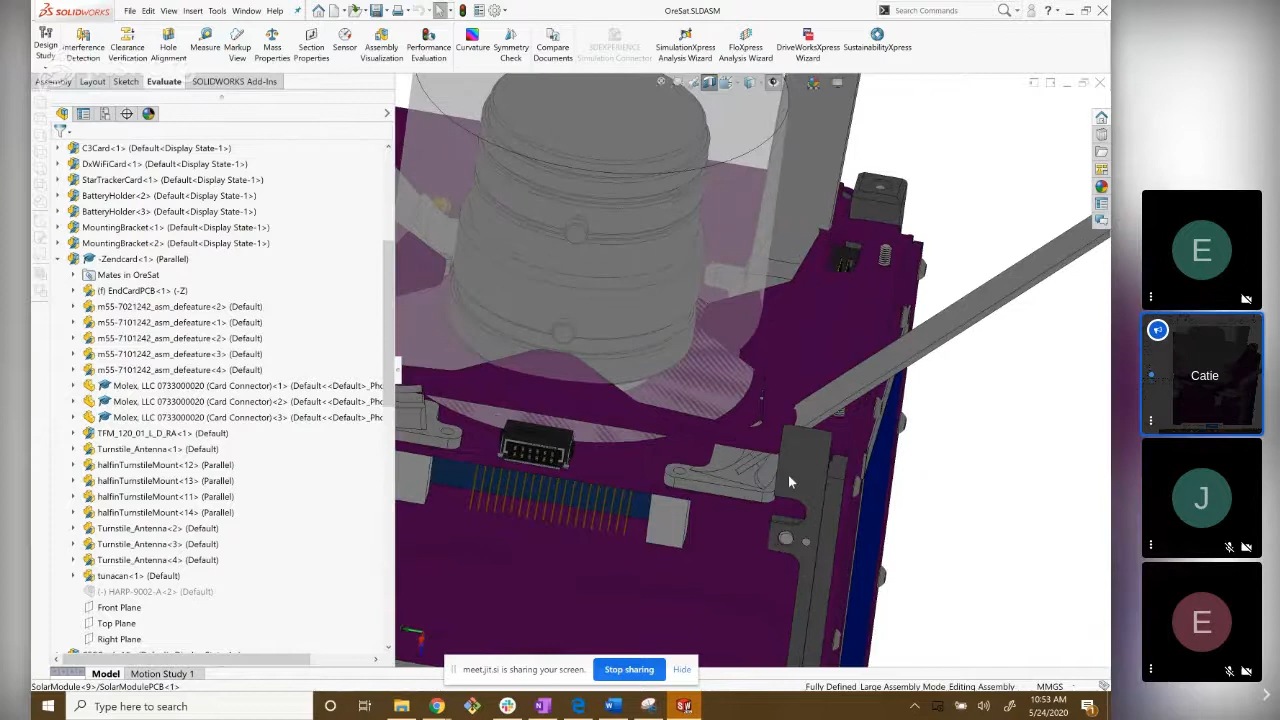 SOLIDWORKS
File Edit View Insert Tools Window Help
OreSat.SLDASM
Search Commands
Design Study
Interference Detection
Clearance Verification
Hole Alignment
Measure
Markup View
Mass Properties
Section Properties
Sensor
Assembly Visualization
Performance Evaluation
Curvature
Symmetry Check
Compare Documents
3DEXPERIENCE Simulation Connector
SimulationXpress Analysis Wizard
FloXpress Analysis Wizard
DriveWorksXpress Wizard
SustainabilityXpress
Assembly Layout Sketch Evaluate SOLIDWORKS Add-Ins
C3Card<1> (Default<Display State-1>)
DxWiFiCard<1> (Default<Display State-1>)
StarTrackerCard<1> (Default<Display State-1>)
BatteryHolder<2> (Default<Display State-1>)
BatteryHolder<3> (Default<Display State-1>)
MountingBracket<1> (Default<Display State-1>)
MountingBracket<2> (Default<Display State-1>)
-Zendcard<1> (Parallel)
Mates in OreSat
(f) EndCardPCB<1> (-Z)
m55-7021242_asm_defeature<2> (Default)
m55-7101242_asm_defeature<1> (Default)
m55-7101242_asm_defeature<2> (Default)
m55-7101242_asm_defeature<3> (Default)
m55-7101242_asm_defeature<4> (Default)
Molex, LLC 0733000020 (Card Connector)<1> (Default<<Default>_Pho
Molex, LLC 0733000020 (Card Connector)<2> (Default<<Default>_Pho
Molex, LLC 0733000020 (Card Connector)<3> (Default<<Default>_Pho
TFM_120_01_L_D_RA<1> (Default)
halfinTurnstileMount<12> (Parallel)
halfinTurnstileMount<13> (Parallel)
halfinTurnstileMount<11> (Parallel)
halfinTurnstileMount<14> (Parallel)
Turnstile_Antenna<2> (Default)
Turnstile_Antenna<3> (Default)
Turnstile_Antenna<4> (Default)
tunacan<1> (Default)
(-) HARP-9002-A<2> (Default)
Front Plane
Top Plane
Right Plane
Model Motion Study 1
SolarModule<9>/SolarModulePCB<1>
Fully Defined Large Assembly Mode Editing Assembly MMGS
meet.jit.si is sharing your screen. Stop sharing Hide
Type here to search
10:53 AM
5/24/2020
E
Catie
J
E